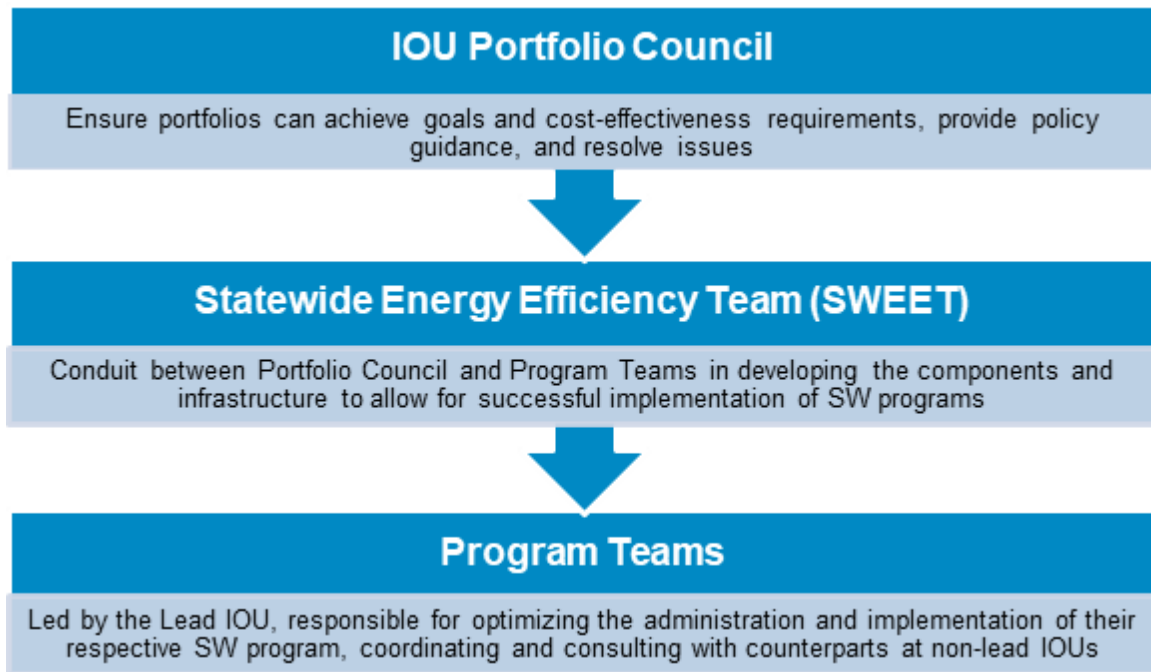 IOU Portfolio Council
Ensure portfolios can achieve goals and cost-effectiveness requirements, provide policy
guidance, and resolve issues
Statewide Energy Efficiency Team (SWEET)
Conduit between Portfolio Council and Program Teams in developing the components and
infrastructure to allow for successful implementation of SW programs
Program Teams
Led by the Lead IOU, responsible for optimizing the administration and implementation of their
respective SW program, coordinating and consulting with counterparts at non-lead IOUs